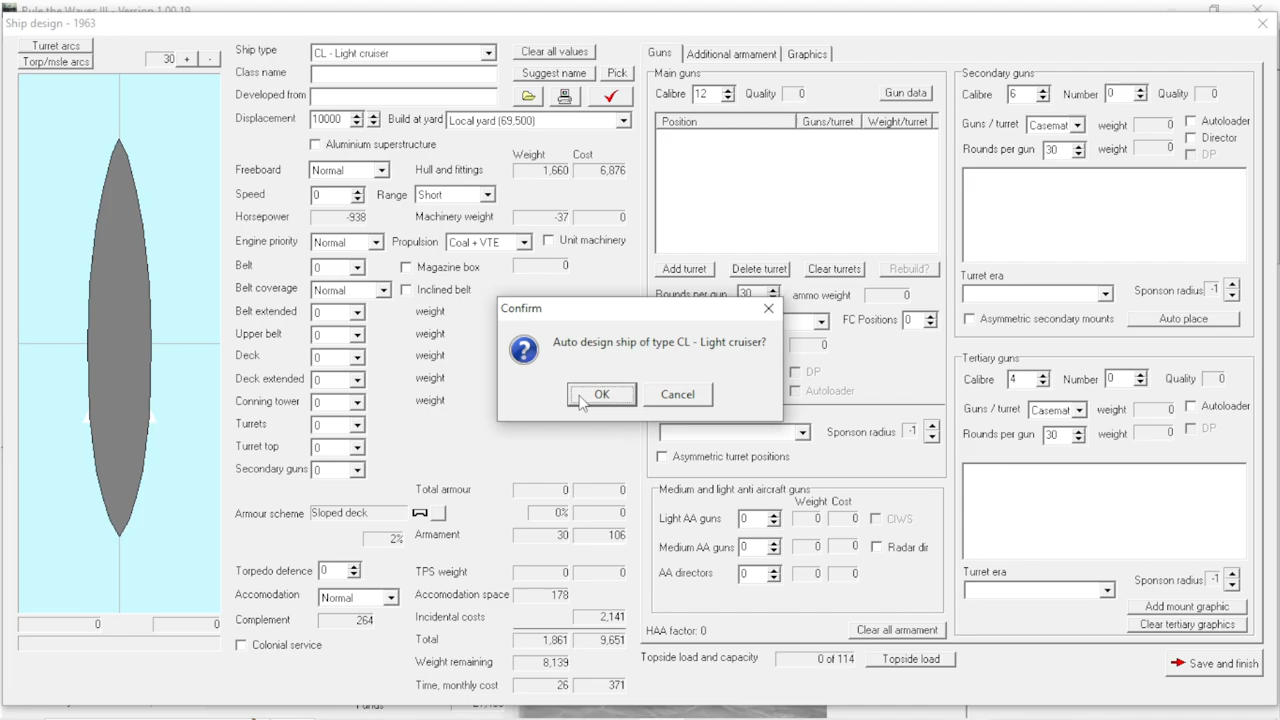 Rule the Waves III - Version 1.00.19
Ship design - 1963
Turret arcs
Torp/msle arcs
30 + -
Ship type CL - Light cruiser Clear all values
Class name Suggest name Pick
Developed from
Displacement 10000 Build at yard Local yard (69,500)
Aluminium superstructure
Weight Cost
Freeboard Normal Hull and fittings 1,660 6,876
Speed 0 Range Short
Horsepower -938 Machinery weight -37 0
Engine priority Normal Propulsion Coal + VTE Unit machinery
Belt 0 Magazine box 0
Belt coverage Normal Inclined belt
Belt extended 0 weight
Upper belt 0 weight
Deck 0 weight
Deck extended 0 weight
Conning tower 0 weight
Turrets 0
Turret top 0
Secondary guns 0
Total armour 0 0
Armour scheme Sloped deck 0% 0
2% Armament 30 106
Torpedo defence 0 TPS weight 0 0
Accomodation Normal Accomodation space 178
Complement 264 Incidental costs 2,141
Colonial service Total 1,861 9,651
Weight remaining 8,139
Time, monthly cost 26 371
0 0
Guns Additional armament Graphics
Main guns
Calibre 12 Quality 0 Gun data
Position Guns/turret Weight/turret
Add turret Delete turret Clear turrets Rebuild?
Rounds per gun 30 ammo weight 0
FC Positions 0
0
DP
Autoloader
Sponson radius -1
Asymmetric turret positions
Confirm
Auto design ship of type CL - Light cruiser?
OK Cancel
Medium and light anti aircraft guns
Weight Cost
Light AA guns 0 0 0 CIWS
Medium AA guns 0 0 0 Radar dir
AA directors 0 0 0
HAA factor: 0 Clear all armament
Topside load and capacity 0 of 114 Topside load
Secondary guns
Calibre 6 Number 0 Quality 0
Guns / turret Casemat weight 0 Autoloader
Director
Rounds per gun 30 weight 0 DP
Turret era
Sponson radius -1
Asymmetric secondary mounts Auto place
Tertiary guns
Calibre 4 Number 0 Quality 0
Guns / turret Casemat weight 0 Autoloader
Rounds per gun 30 weight 0 DP
Turret era
Sponson radius -1
Add mount graphic
Clear tertiary graphics
Save and finish
Funds